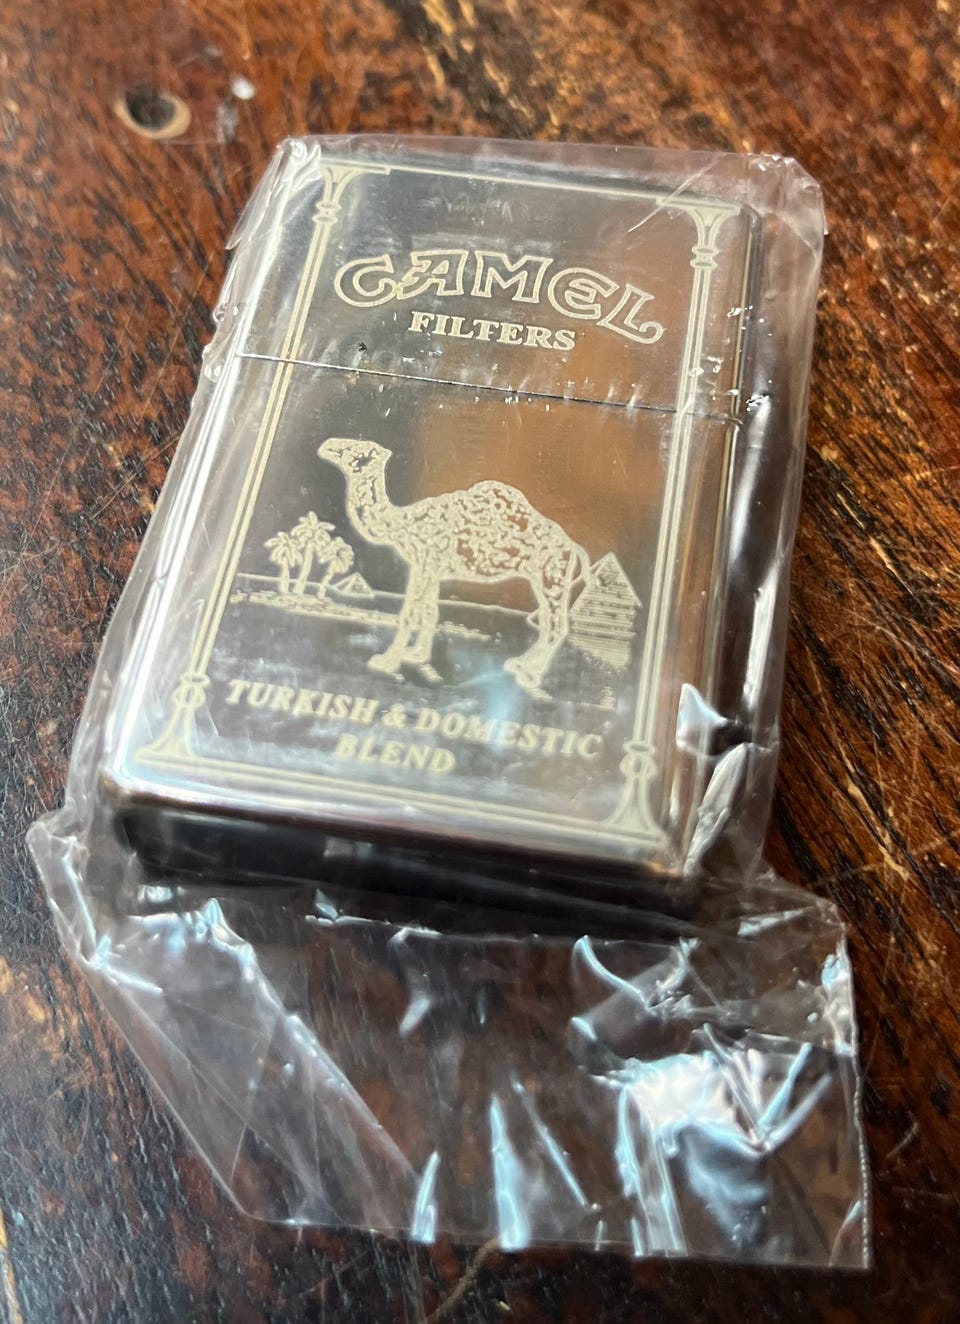 CAMEL
FILTERS
TURKISH & DOMESTIC
BLEND